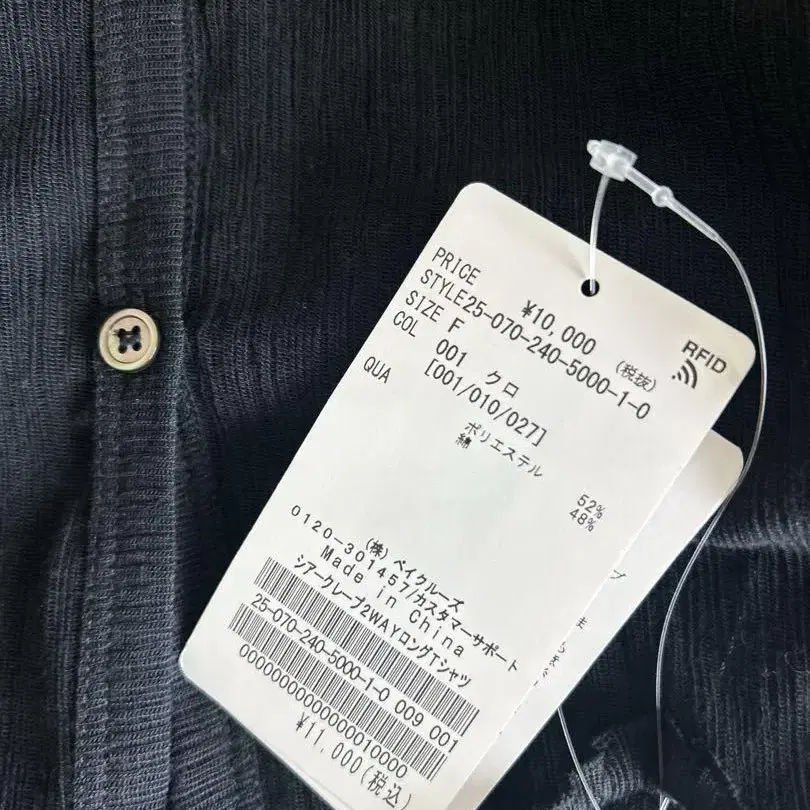 RFID
PRICE ¥10,000 (税抜)
STYLE25-070-240-5000-1-0
SIZE F
COL 001 クロ
[001/010/027]
QUA ポリエステル 52%
綿 48%
(株) ベイクルーズ
0120-301457/カスタマーサポート
Made in China
シアークレープ2WAYロングTシャツ
25-070-240-5000-1-0 009 001
¥11,000(税込)